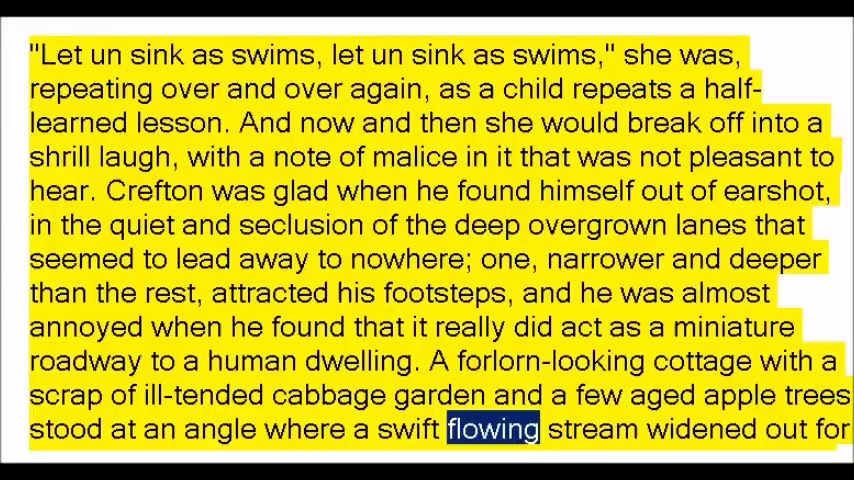 "Let un sink as swims, let un sink as swims," she was,
repeating over and over again, as a child repeats a half-
learned lesson. And now and then she would break off into a
shrill laugh, with a note of malice in it that was not pleasant to
hear. Crefton was glad when he found himself out of earshot,
in the quiet and seclusion of the deep overgrown lanes that
seemed to lead away to nowhere; one, narrower and deeper
than the rest, attracted his footsteps, and he was almost
annoyed when he found that it really did act as a miniature
roadway to a human dwelling. A forlorn-looking cottage with a
scrap of ill-tended cabbage garden and a few aged apple trees
stood at an angle where a swift flowing stream widened out for